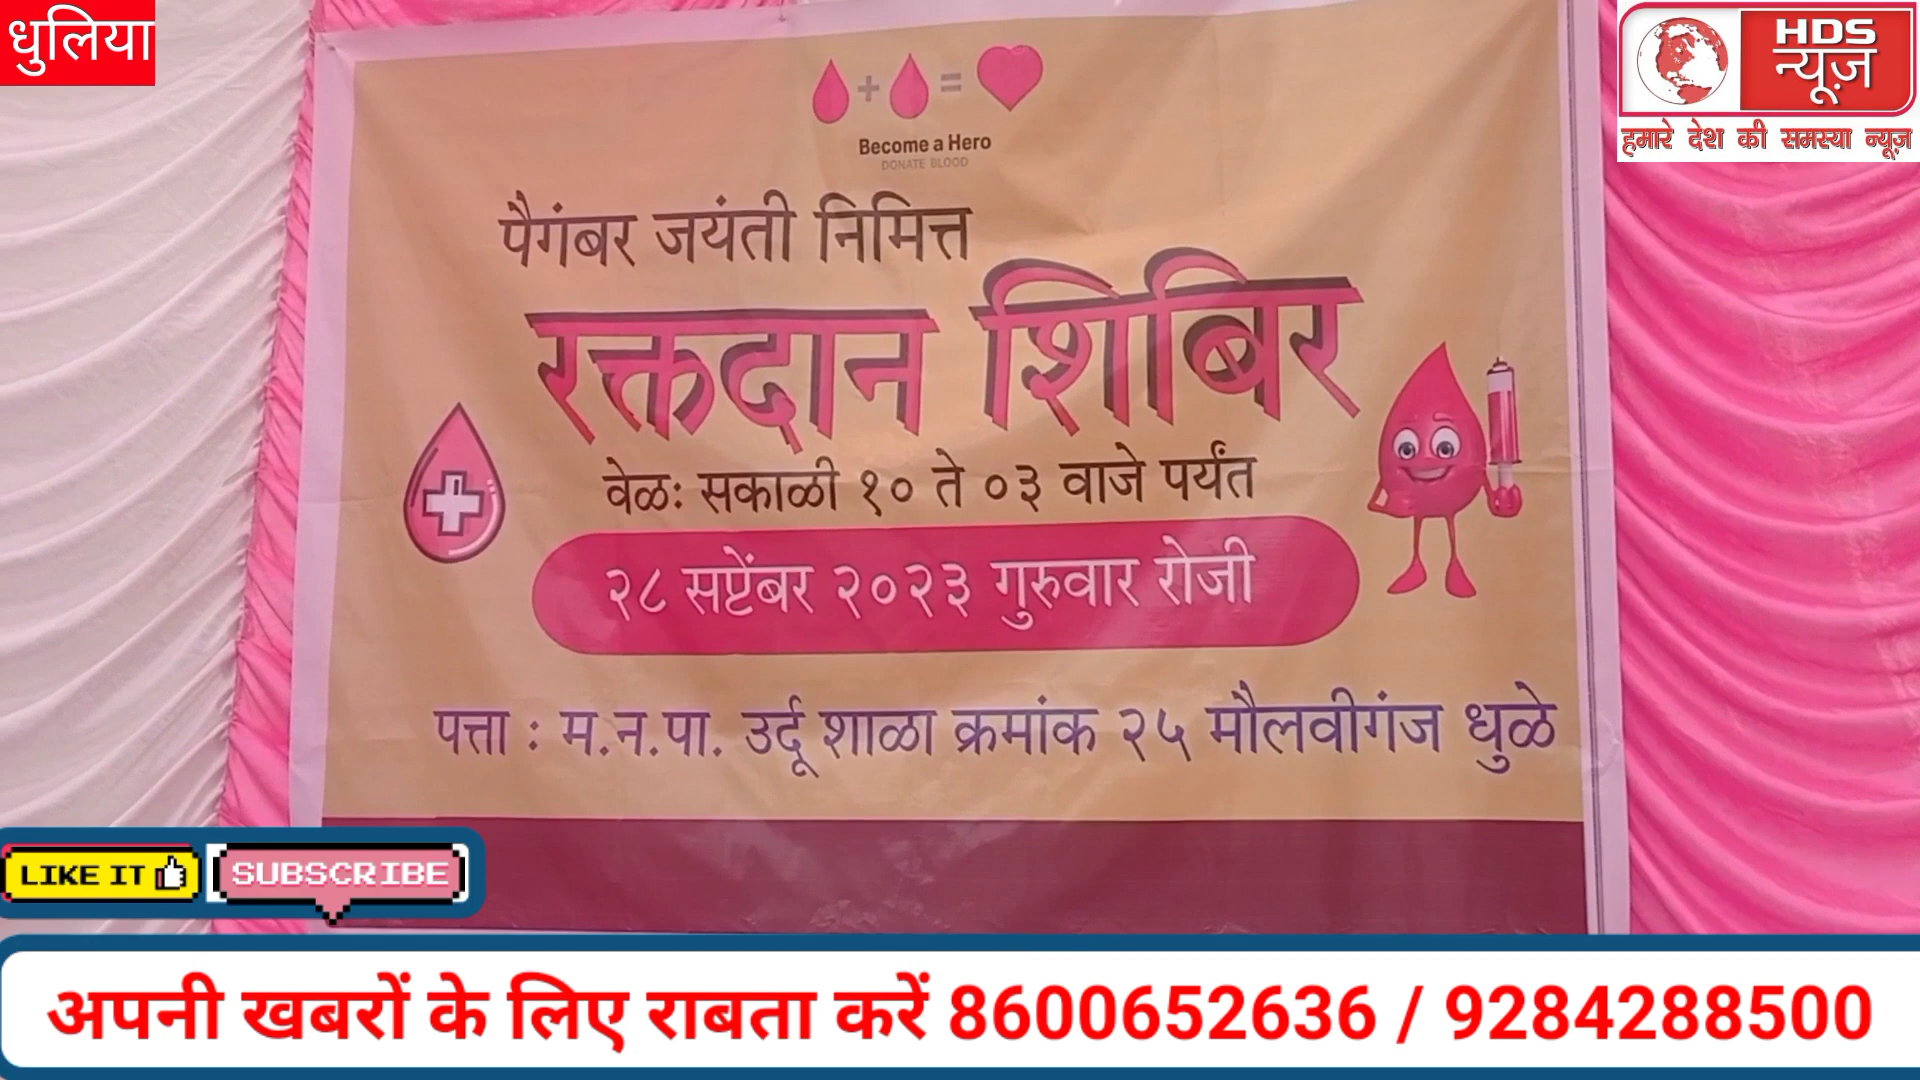 धुलिया
HDS
न्यूज़
हमारे देश की समस्या न्यूज़
+ =
Become a Hero
DONATE BLOOD
पैगंबर जयंती निमित्त
रक्तदान शिबिर
वेळ: सकाळी १० ते ०३ वाजे पर्यंत
२८ सप्टेंबर २०२३ गुरुवार रोजी
पत्ता : म.न.पा. उर्दू शाळा क्रमांक २५ मौलवीगंज धुळे
LIKE IT SUBSCRIBE
अपनी खबरों के लिए राबता करें 8600652636 / 9284288500